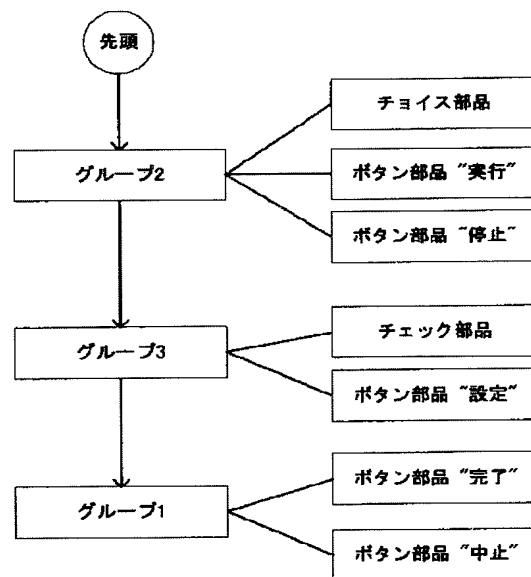 先頭
チョイス部品
グループ2
ボタン部品 "実行"
ボタン部品 "停止"
チェック部品
グループ3
ボタン部品 "設定"
ボタン部品 "完了"
グループ1
ボタン部品 "中止"